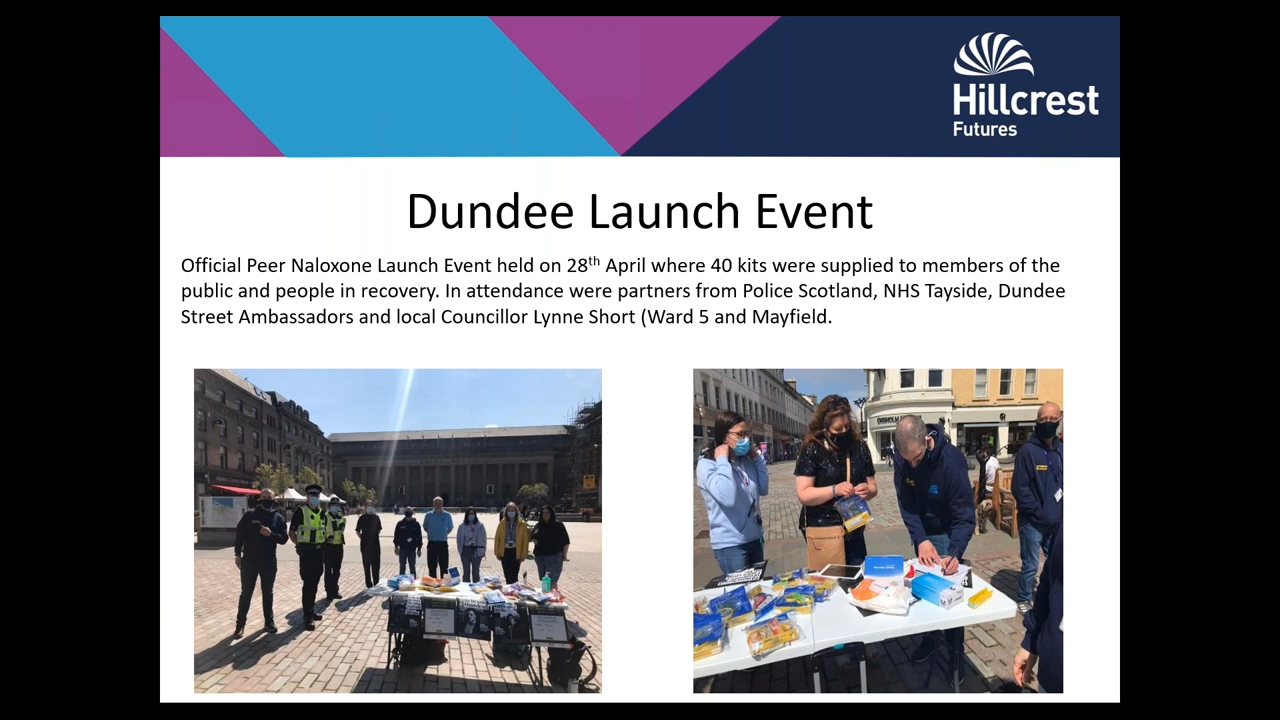 Hillcrest
Futures
Dundee Launch Event
Official Peer Naloxone Launch Event held on 28th April where 40 kits were supplied to members of the
public and people in recovery. In attendance were partners from Police Scotland, NHS Tayside, Dundee
Street Ambassadors and local Councillor Lynne Short (Ward 5 and Mayfield.